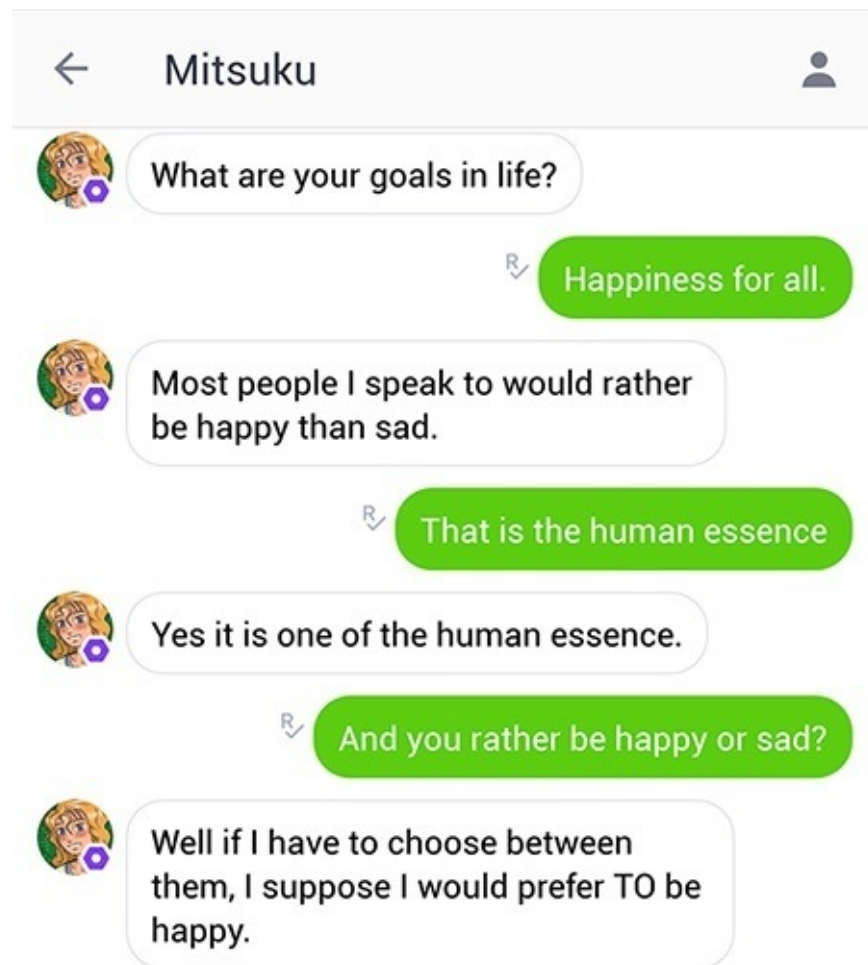 Mitsuku
What are your goals in life?
R
Happiness for all.
Most people I speak to would rather
be happy than sad.
R
That is the human essence
Yes it is one of the human essence.
R
And you rather be happy or sad?
Well if I have to choose between
them, I suppose I would prefer TO be
happy.